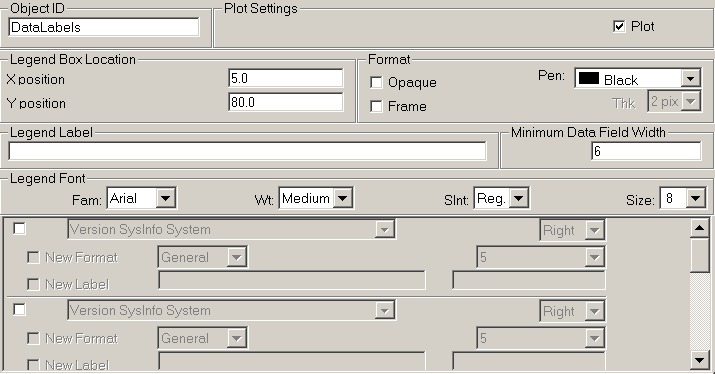 Object ID
Plot Settings
DataLabels
Plot
Legend Box Location
Format
X position 5.0
Opaque
Pen: Black
Y position 80.0
Frame
Thk 2 pix
Legend Label
Minimum Data Field Width
6
Legend Font
Fam: Arial Wt: Medium Slnt: Reg. Size: 8
Version SysInfo System Right
New Format General 5
New Label
Version SysInfo System Right
New Format General 5
New Label